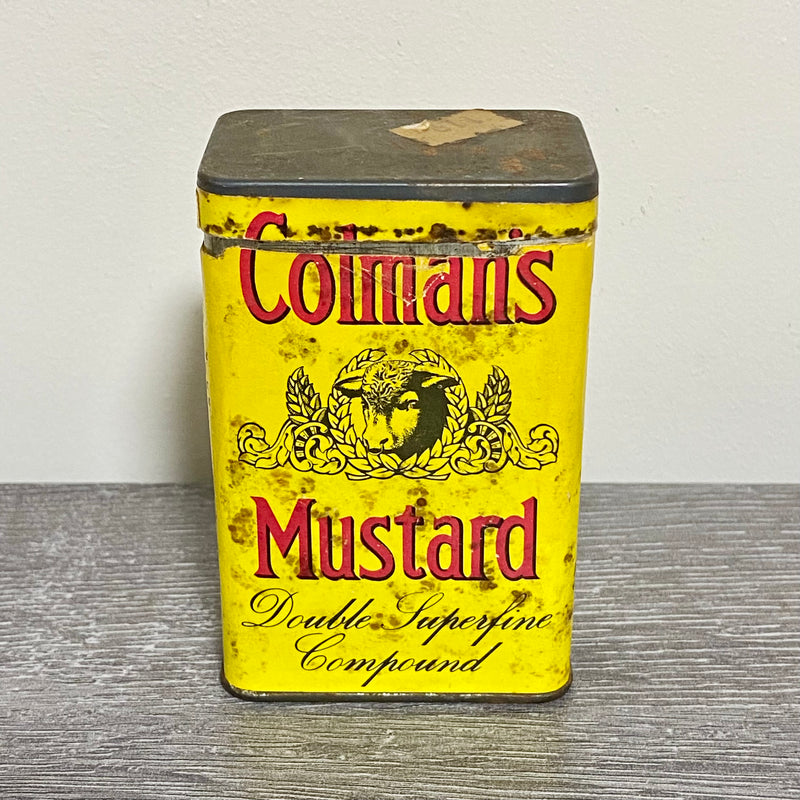 Colman's
Mustard
Double Superfine
Compound